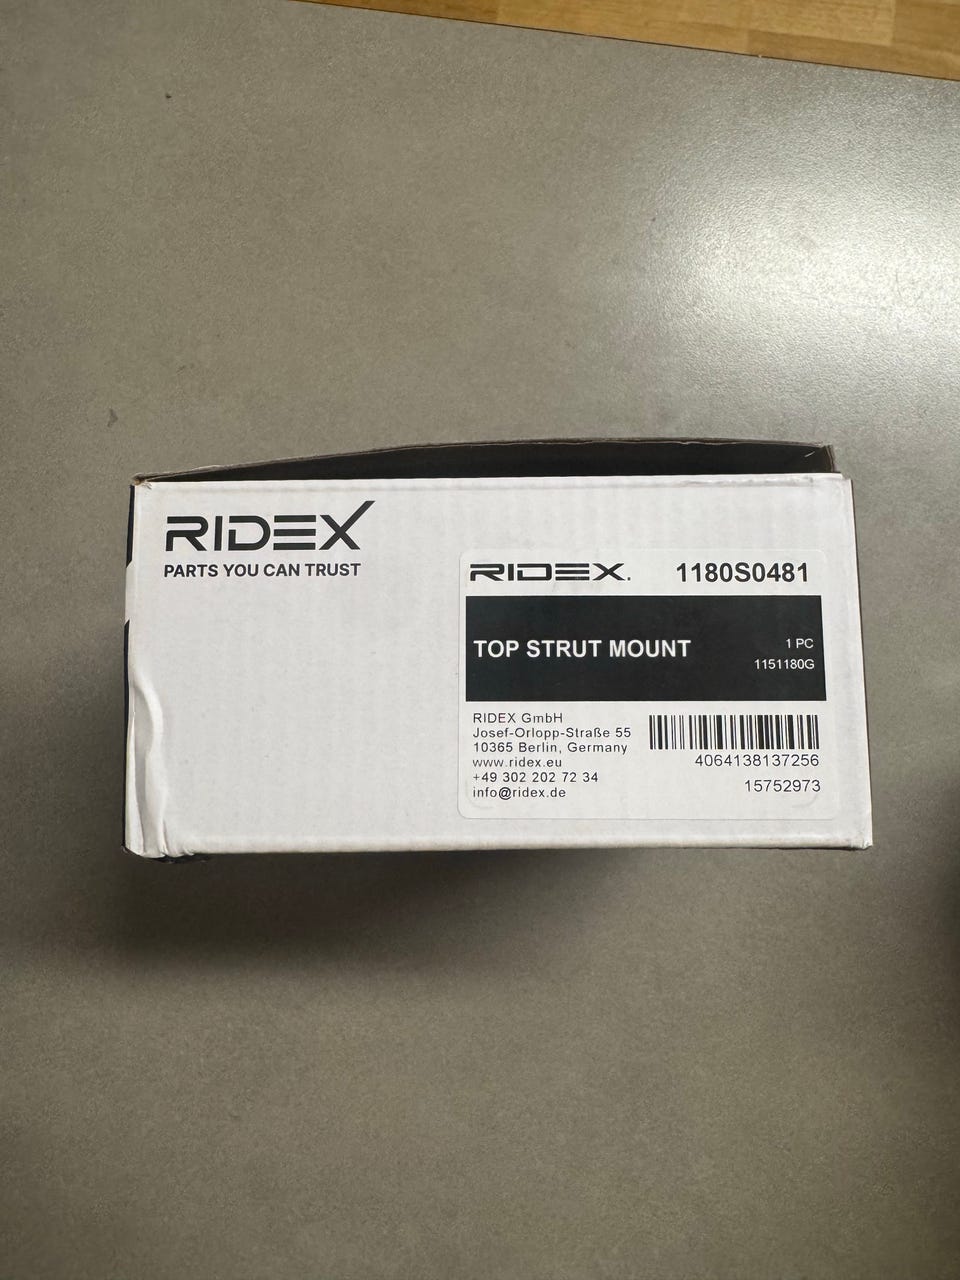 RIDEX
PARTS YOU CAN TRUST
RIDEX. 1180S0481
TOP STRUT MOUNT
1 PC
1151180G
RIDEX GmbH
Josef-Orlopp-Straße 55
10365 Berlin, Germany
www.ridex.eu
+49 302 202 72 34
info@ridex.de
4064138137256
15752973